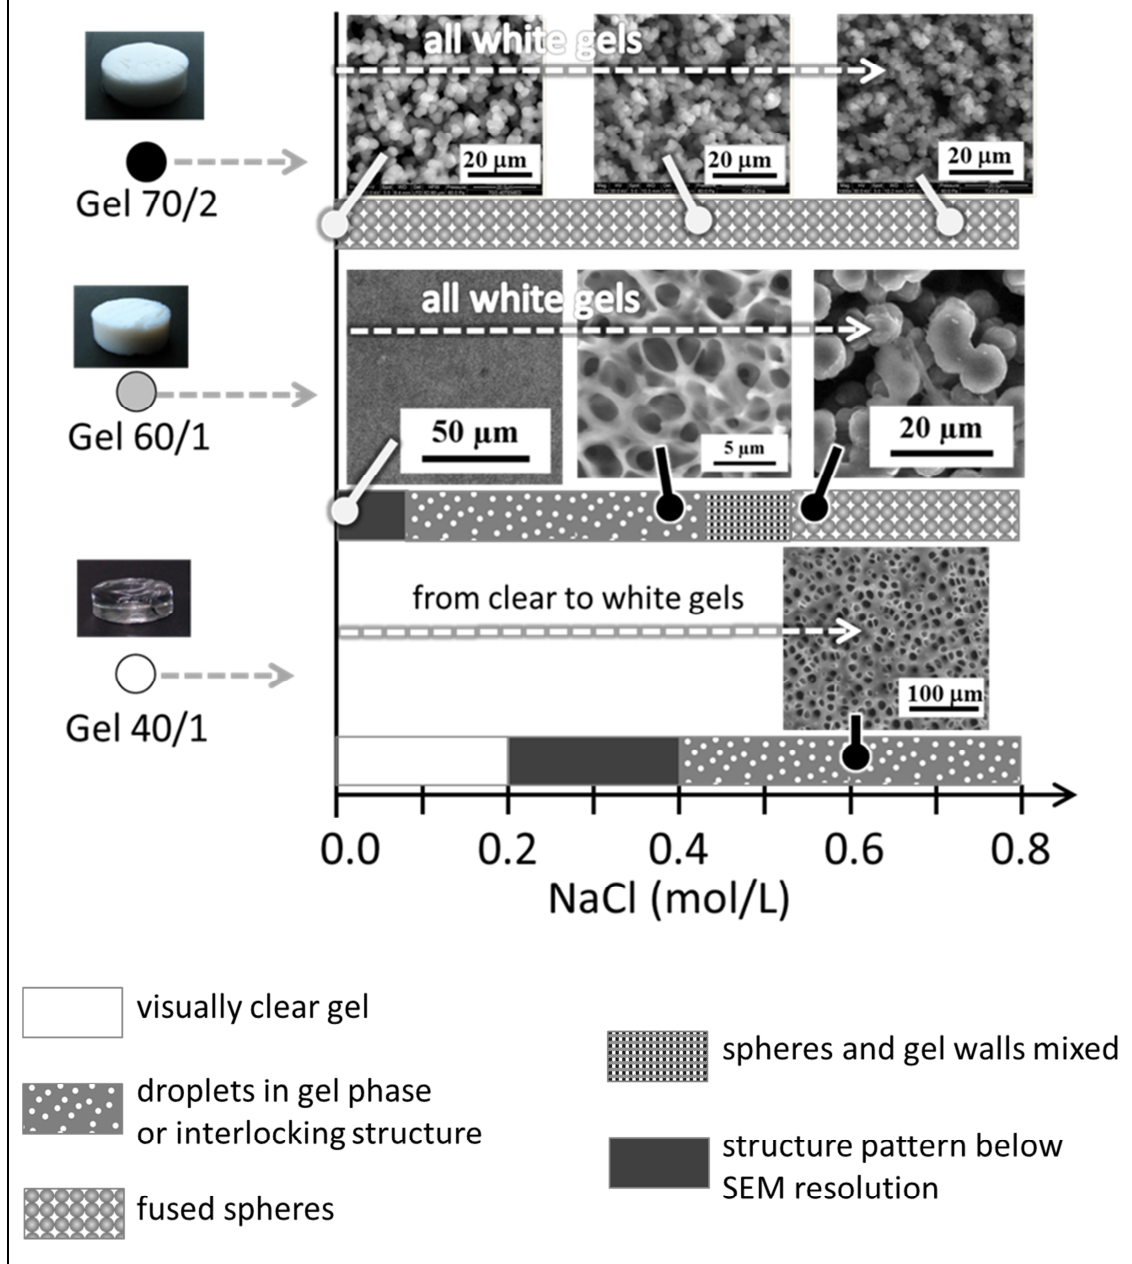 all white gels
20 µm
20 µm
20 µm
Gel 70/2
all white gels
50 µm
5 µm
20 µm
Gel 60/1
from clear to white gels
100 µm
Gel 40/1
0.0
0.2
0.4
0.6
0.8
NaCl (mol/L)
visually clear gel
droplets in gel phase
or interlocking structure
fused spheres
spheres and gel walls mixed
structure pattern below
SEM resolution